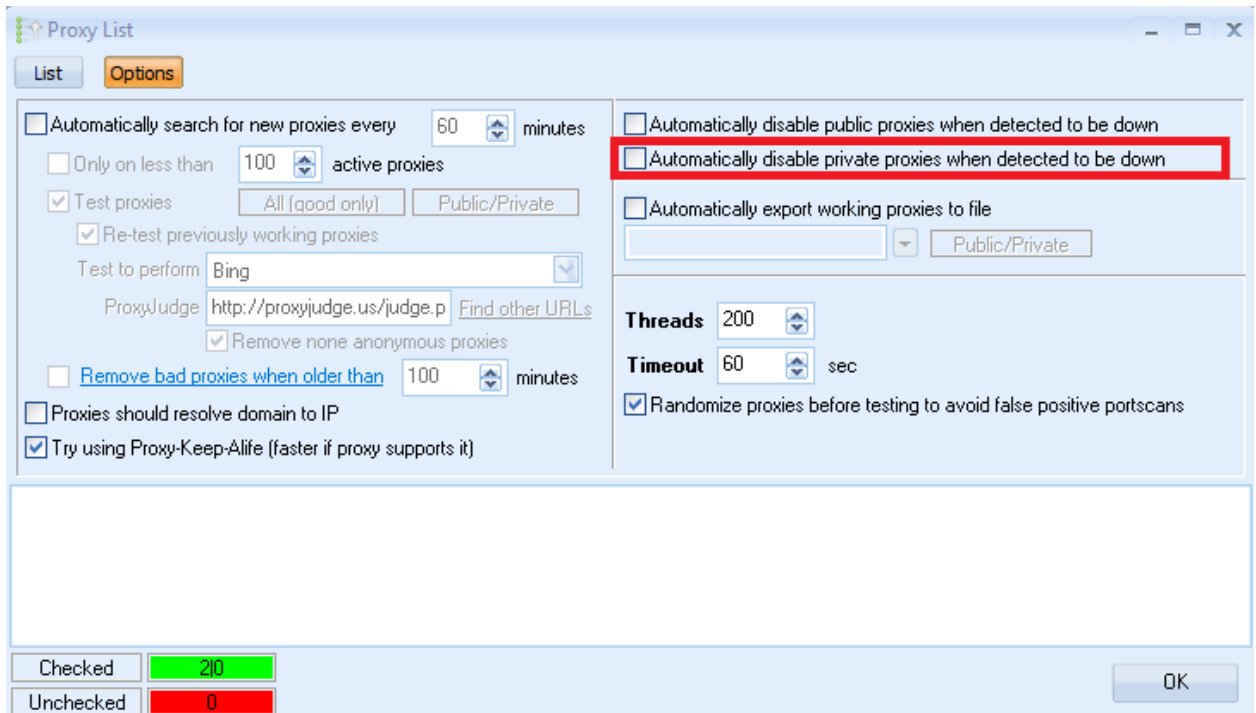 Proxy List
List Options
Automatically search for new proxies every 60 minutes
Only on less than 100 active proxies
Test proxies All (good only) Public/Private
Re-test previously working proxies
Test to perform Bing
ProxyJudge http://proxyjudge.us/judge.p Find other URLs
Remove none anonymous proxies
Remove bad proxies when older than 100 minutes
Proxies should resolve domain to IP
Try using Proxy-Keep-Alife (faster if proxy supports it)
Automatically disable public proxies when detected to be down
Automatically disable private proxies when detected to be down
Automatically export working proxies to file
Public/Private
Threads 200
Timeout 60 sec
Randomize proxies before testing to avoid false positive portscans
Checked 2|0
Unchecked 0
OK